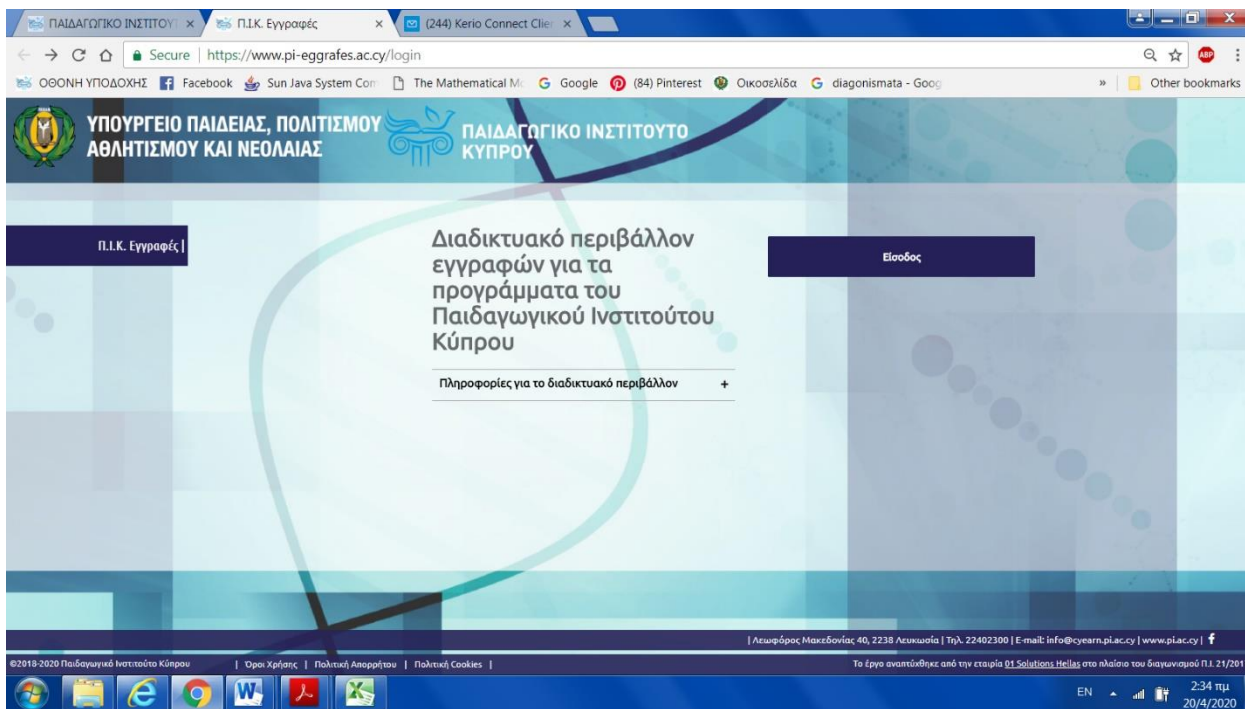 ΠΑΙΔΑΓΩΓΙΚΟ ΙΝΣΤΙΤΟΥΤ
Π.Ι.Κ. Εγγραφές
(244) Kerio Connect Clien
Secure | https://www.pi-eggrafes.ac.cy/login
ΟΘΟΝΗ ΥΠΟΔΟΧΗΣ Facebook Sun Java System Com The Mathematical Mo Google (84) Pinterest Οικοσελίδα diagonismata - Goog » Other bookmarks
ΥΠΟΥΡΓΕΙΟ ΠΑΙΔΕΙΑΣ, ΠΟΛΙΤΙΣΜΟΥ
ΑΘΛΗΤΙΣΜΟΥ ΚΑΙ ΝΕΟΛΑΙΑΣ
ΠΑΙΔΑΓΩΓΙΚΟ ΙΝΣΤΙΤΟΥΤΟ
ΚΥΠΡΟΥ
Π.Ι.Κ. Εγγραφές |
Διαδικτυακό περιβάλλον
εγγραφών για τα
προγράμματα του
Παιδαγωγικού Ινστιτούτου
Κύπρου
Πληροφορίες για το διαδικτυακό περιβάλλον +
Είσοδος
| Λεωφόρος Μακεδονίας 40, 2238 Λευκωσία | Τηλ. 22402300 | E-mail: info@cyearn.pi.ac.cy | www.pi.ac.cy |
©2018-2020 Παιδαγωγικό Ινστιτούτο Κύπρου | Όροι Χρήσης | Πολιτική Απορρήτου | Πολιτική Cookies |
Το έργο αναπτύχθηκε από την εταιρία 01 Solutions Hellas στο πλαίσιο του διαγωνισμού Π.Ι. 21/201
EN
2:34 πμ
20/4/2020